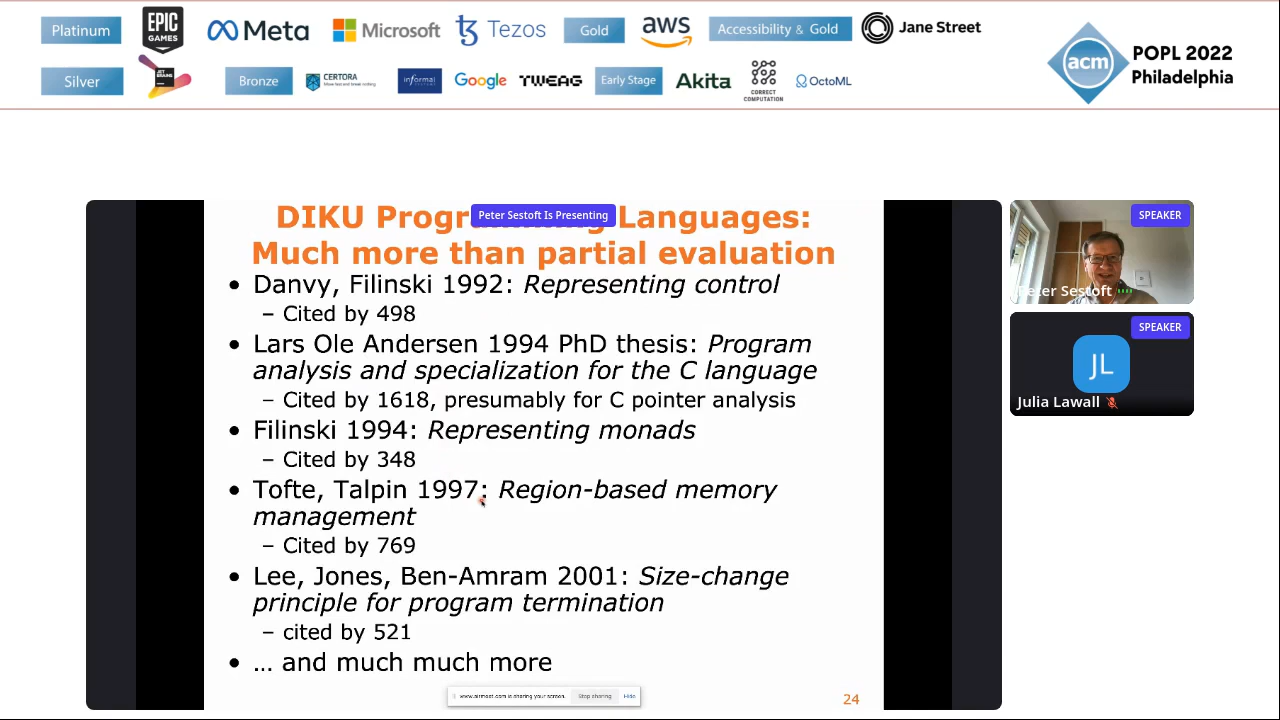 Platinum
EPIC GAMES
Meta
Microsoft
Tezos
Gold
aws
Accessibility & Gold
Jane Street
Silver
JET BRAINS
Bronze
CERTORA
informal
Google
TWEAG
Early Stage
Akita
CORRECT COMPUTATION
OctoML
acm
POPL 2022
Philadelphia
DIKU Progr Languages:
Peter Sestoft Is Presenting
Much more than partial evaluation
• Danvy, Filinski 1992: Representing control
– Cited by 498
• Lars Ole Andersen 1994 PhD thesis: Program
analysis and specialization for the C language
– Cited by 1618, presumably for C pointer analysis
• Filinski 1994: Representing monads
– Cited by 348
• Tofte, Talpin 1997: Region-based memory
management
– Cited by 769
• Lee, Jones, Ben-Amram 2001: Size-change
principle for program termination
– cited by 521
• … and much much more
www.airmeet.com is sharing your screen.
Stop sharing
Hide
24
SPEAKER
Peter Sestoft
SPEAKER
JL
Julia Lawall